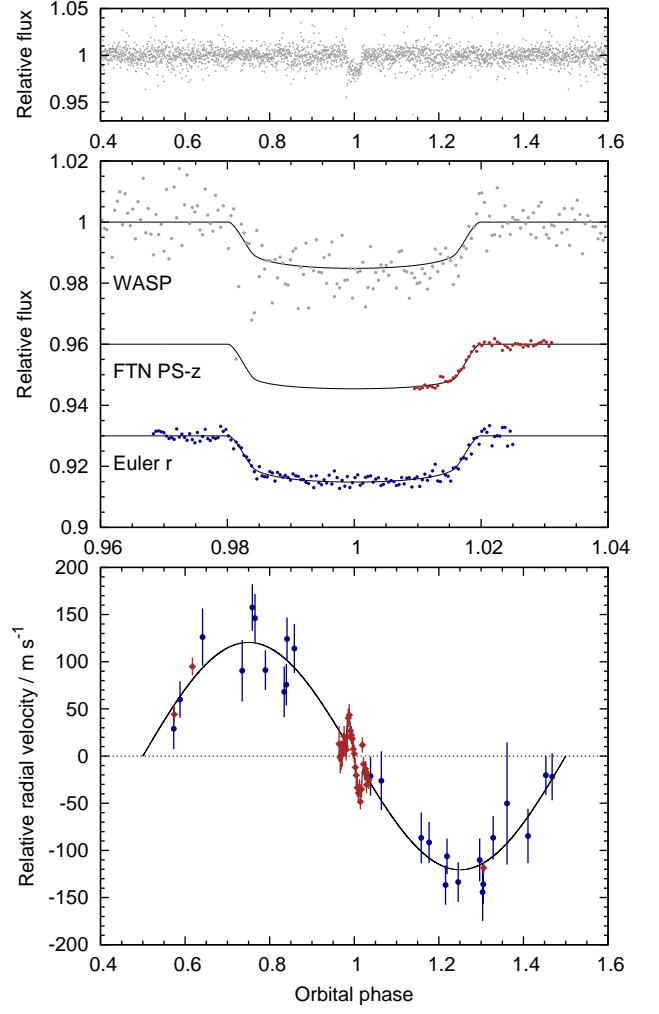 Relative flux
1.05
1
0.95
0.4 0.6 0.8 1 1.2 1.4 1.6
Relative flux
1.02
1
0.98
0.96
0.94
0.92
0.9
WASP
FTN PS-z
Euler r
0.96 0.98 1 1.02 1.04
Relative radial velocity / m s⁻¹
200
150
100
50
0
-50
-100
-150
-200
0.4 0.6 0.8 1.0 1.2 1.4 1.6
Orbital phase